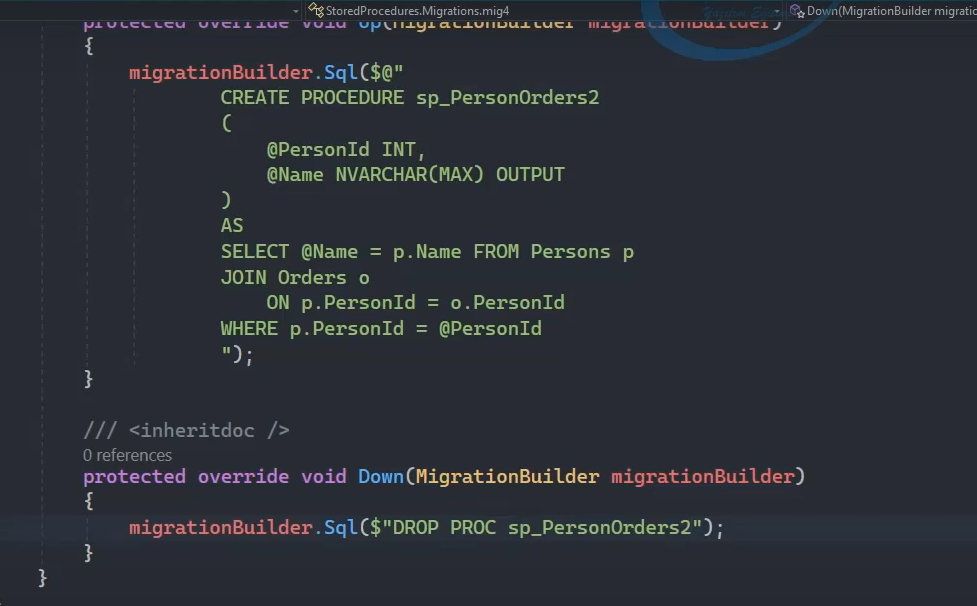 StoredProcedures.Migrations.mig4 Down(MigrationBuilder migratio
protected override void Up(MigrationBuilder migrationBuilder)
{
migrationBuilder.Sql($@"
CREATE PROCEDURE sp_PersonOrders2
(
@PersonId INT,
@Name NVARCHAR(MAX) OUTPUT
)
AS
SELECT @Name = p.Name FROM Persons p
JOIN Orders o
ON p.PersonId = o.PersonId
WHERE p.PersonId = @PersonId
");
}
/// <inheritdoc />
0 references
protected override void Down(MigrationBuilder migrationBuilder)
{
migrationBuilder.Sql($"DROP PROC sp_PersonOrders2");
}
}